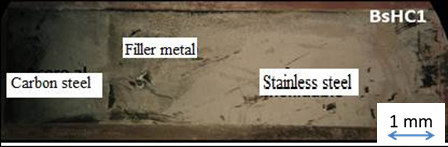 BsHC1
Filler metal
Carbon steel
Stainless steel
1 mm